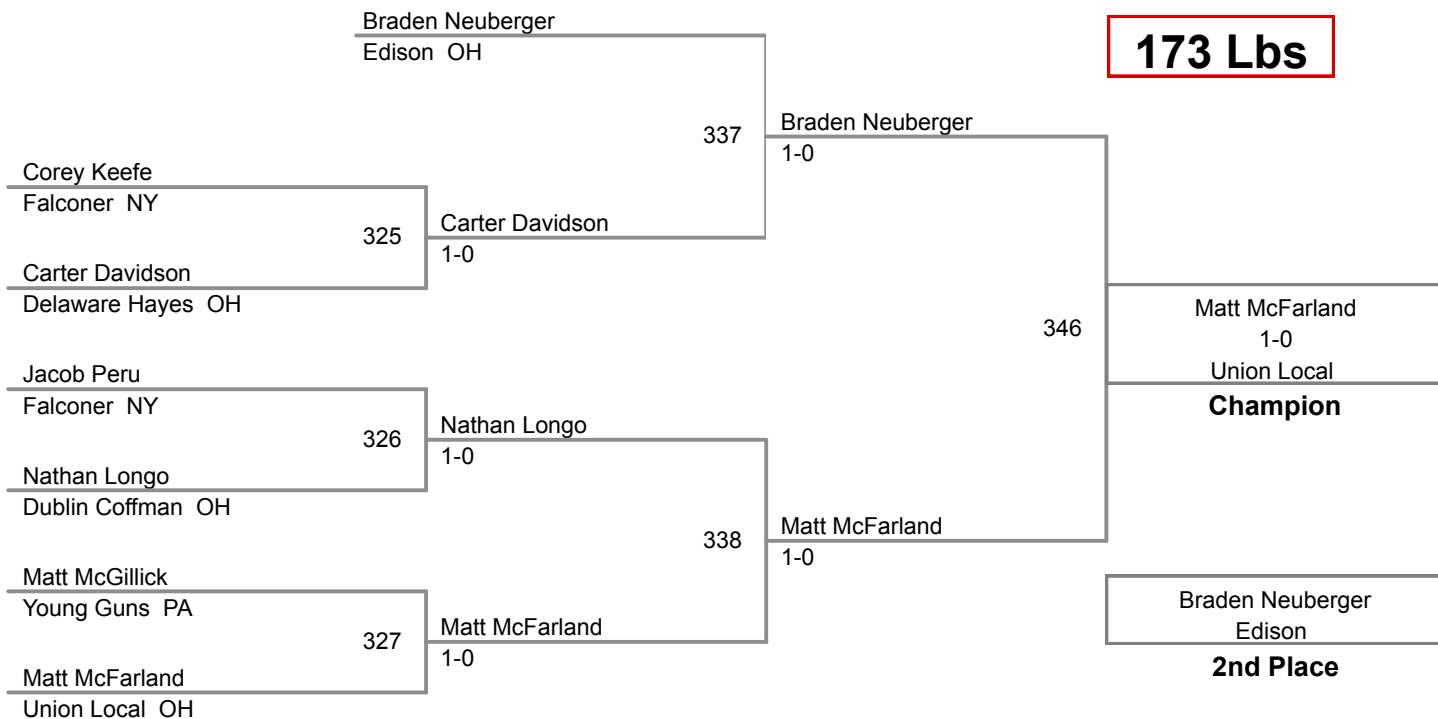 Braden Neuberger
Edison OH
173 Lbs
337
Braden Neuberger
1-0
Corey Keefe
Falconer NY
325
Carter Davidson
1-0
Carter Davidson
Delaware Hayes OH
346
Matt McFarland
1-0
Union Local
Champion
Jacob Peru
Falconer NY
326
Nathan Longo
1-0
Nathan Longo
Dublin Coffman OH
338
Matt McFarland
1-0
Matt McGillick
Young Guns PA
327
Matt McFarland
1-0
Matt McFarland
Union Local OH
Braden Neuberger
Edison
2nd Place